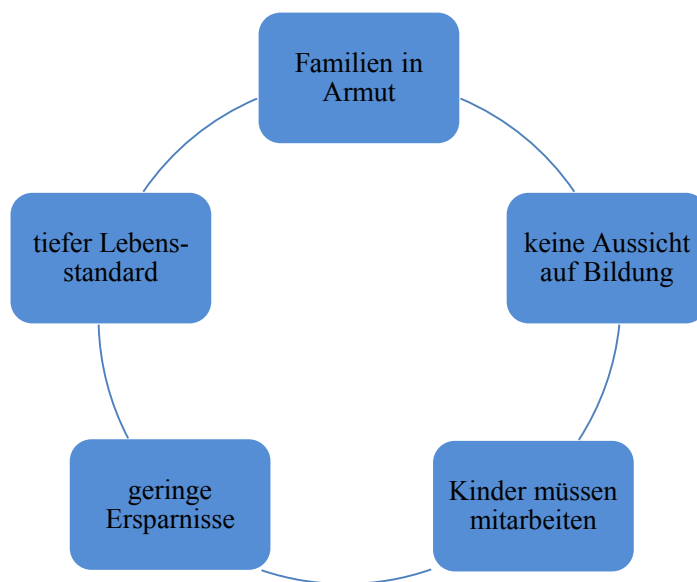 Familien in
Armut
keine Aussicht
auf Bildung
Kinder müssen
mitarbeiten
geringe
Ersparnisse
tiefer Lebens-
standard